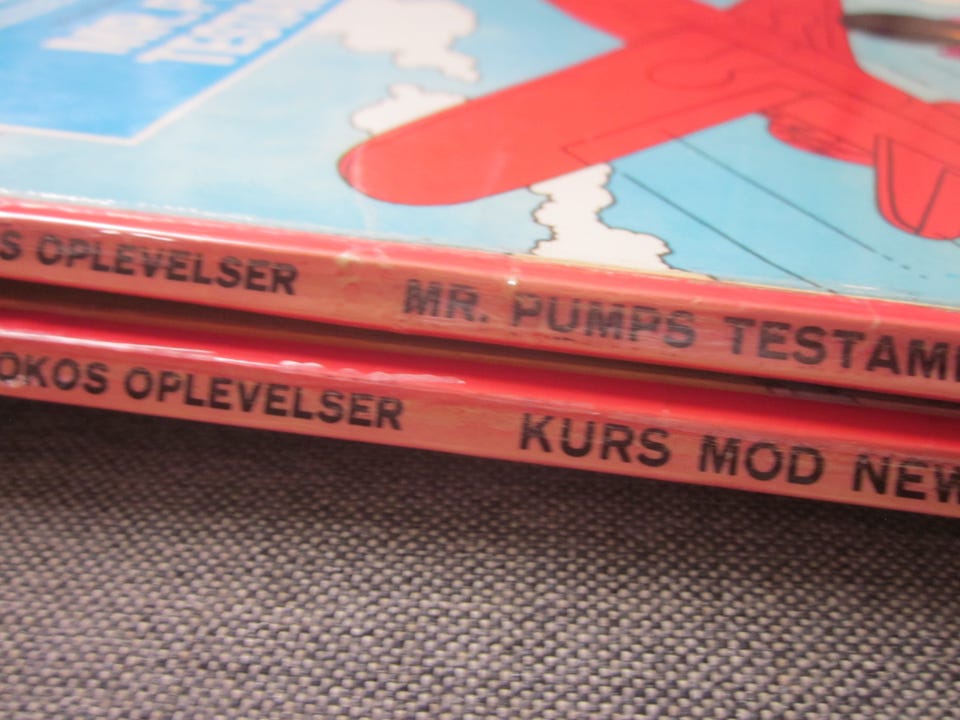 S OPLEVELSER MR. PUMPS TESTAM
OKOS OPLEVELSER KURS MOD NEW